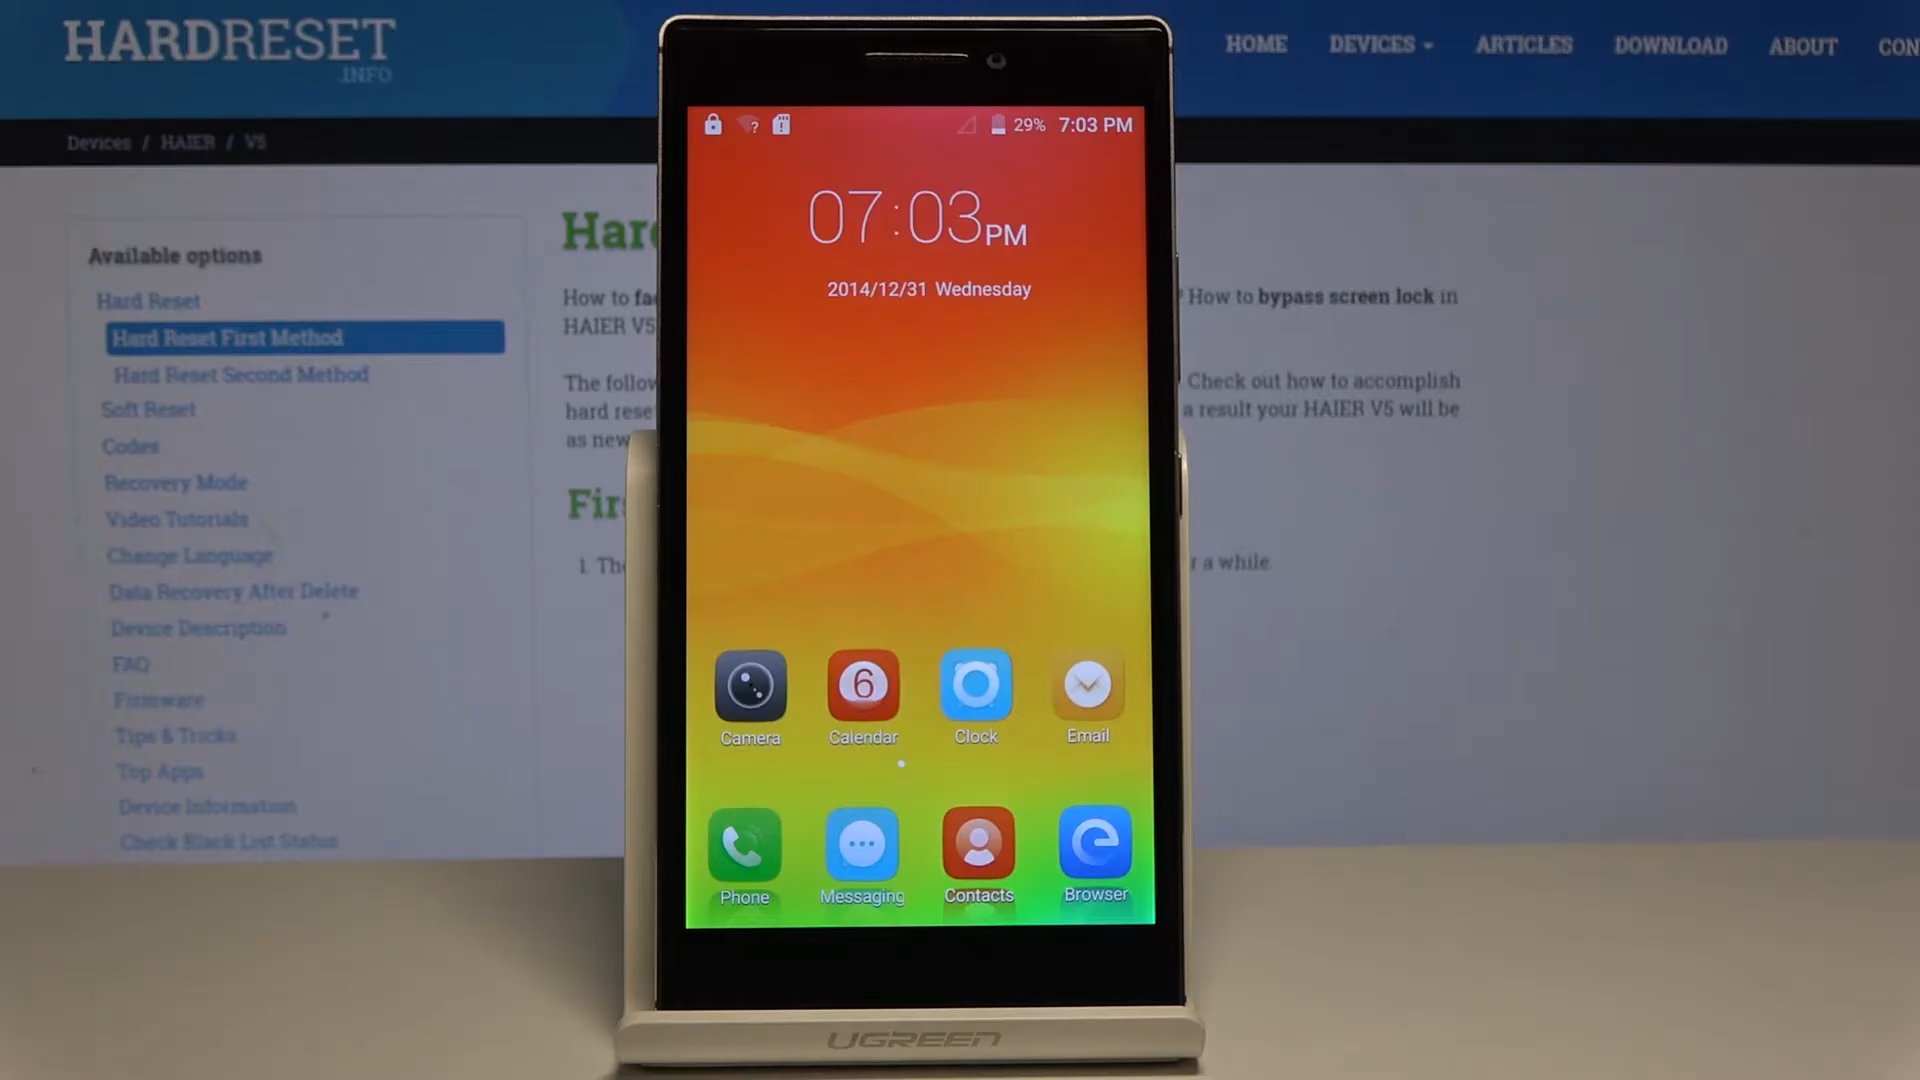 HARDRESET
.INFO
HOME DEVICES ARTICLES DOWNLOAD ABOUT CON
Devices / HAIER / V5
Available options
Hard Reset
Hard Reset First Method
Hard Reset Second Method
Soft Reset
Codes
Recovery Mode
Video Tutorials
Change Language
Data Recovery After Delete
Device Description
FAQ
Firmware
Tips & Tricks
Top Apps
Device Information
Check Black List Status
How to
HAIER V5
The
hard
as new
1.
? How to bypass screen lock in
Check out how to accomplish
a result your HAIER V5 will be
a while
29% 7:03 PM
07:03 PM
2014/12/31 Wednesday
6
Camera Calendar Clock Email
Phone Messaging Contacts Browser
UGREEN